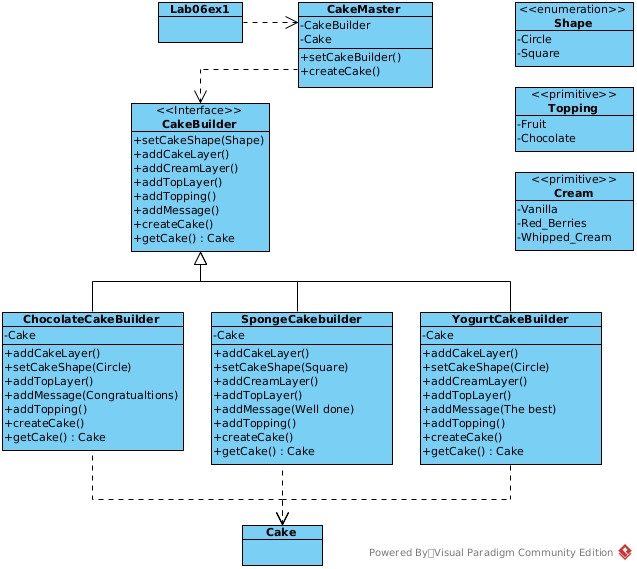 Lab06ex1
CakeMaster
-CakeBuilder
-Cake
+setCakeBuilder()
+createCake()
<<enumeration>>
Shape
-Circle
-Square
<<primitive>>
Topping
-Fruit
-Chocolate
<<primitive>>
Cream
-Vanilla
-Red_Berries
-Whipped_Cream
<<Interface>>
CakeBuilder
+setCakeShape(Shape)
+addCakeLayer()
+addCreamLayer()
+addTopLayer()
+addTopping()
+addMessage()
+createCake()
+getCake() : Cake
ChocolateCakeBuilder
-Cake
+addCakeLayer()
+setCakeShape(Circle)
+addTopLayer()
+addMessage(Congratualtions)
+addTopping()
+createCake()
+getCake() : Cake
SpongeCakebuilder
-Cake
+addCakeLayer()
+setCakeShape(Square)
+addCreamLayer()
+addTopLayer()
+addMessage(Well done)
+addTopping()
+createCake()
+getCake() : Cake
YogurtCakeBuilder
-Cake
+addCakeLayer()
+setCakeShape(Circle)
+addCreamLayer()
+addTopLayer()
+addMessage(The best)
+addTopping()
+createCake()
+getCake() : Cake
Cake
Powered By Visual Paradigm Community Edition